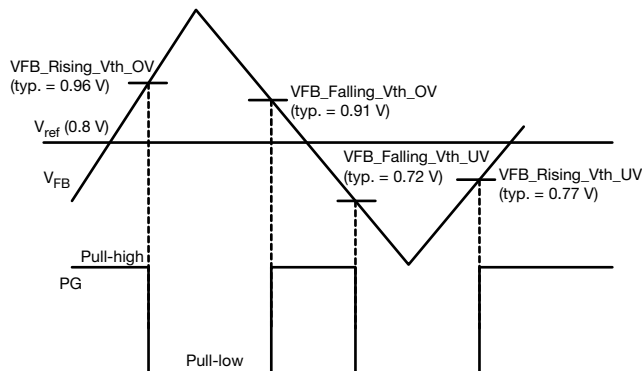 VFB_Rising_Vth_OV
(typ. = 0.96 V)
VFB_Falling_Vth_OV
(typ. = 0.91 V)
Vref (0.8 V)
VFB_Falling_Vth_UV
(typ. = 0.72 V)
VFB_Rising_Vth_UV
(typ. = 0.77 V)
VFB
Pull-high
PG
Pull-low